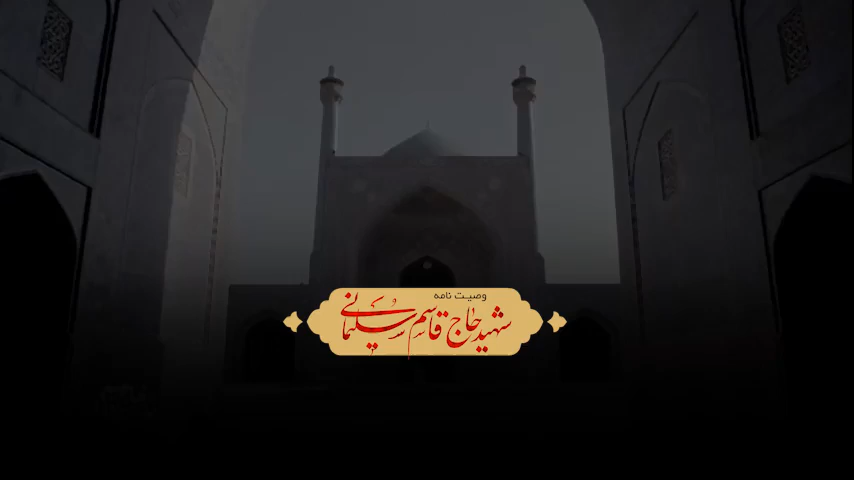 وصیت نامه
شهید حاج قاسم سلیمانی